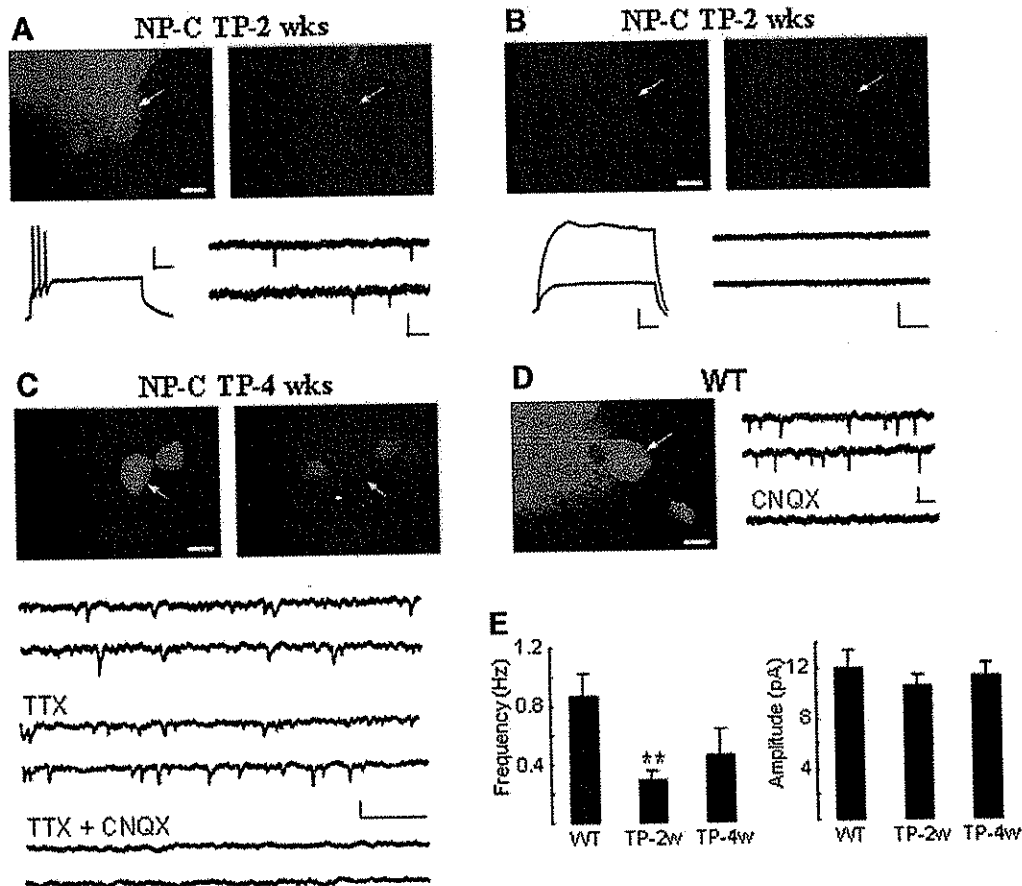 A NP-C TP-2 wks
B NP-C TP-2 wks
C NP-C TP-4 wks
TTX
TTX + CNQX
D WT
CNQX
E
Frequency (Hz)
1.2
0.8
0.4
WT TP-2w TP-4w
**
Amplitude (pA)
12
8
4
WT TP-2w TP-4w